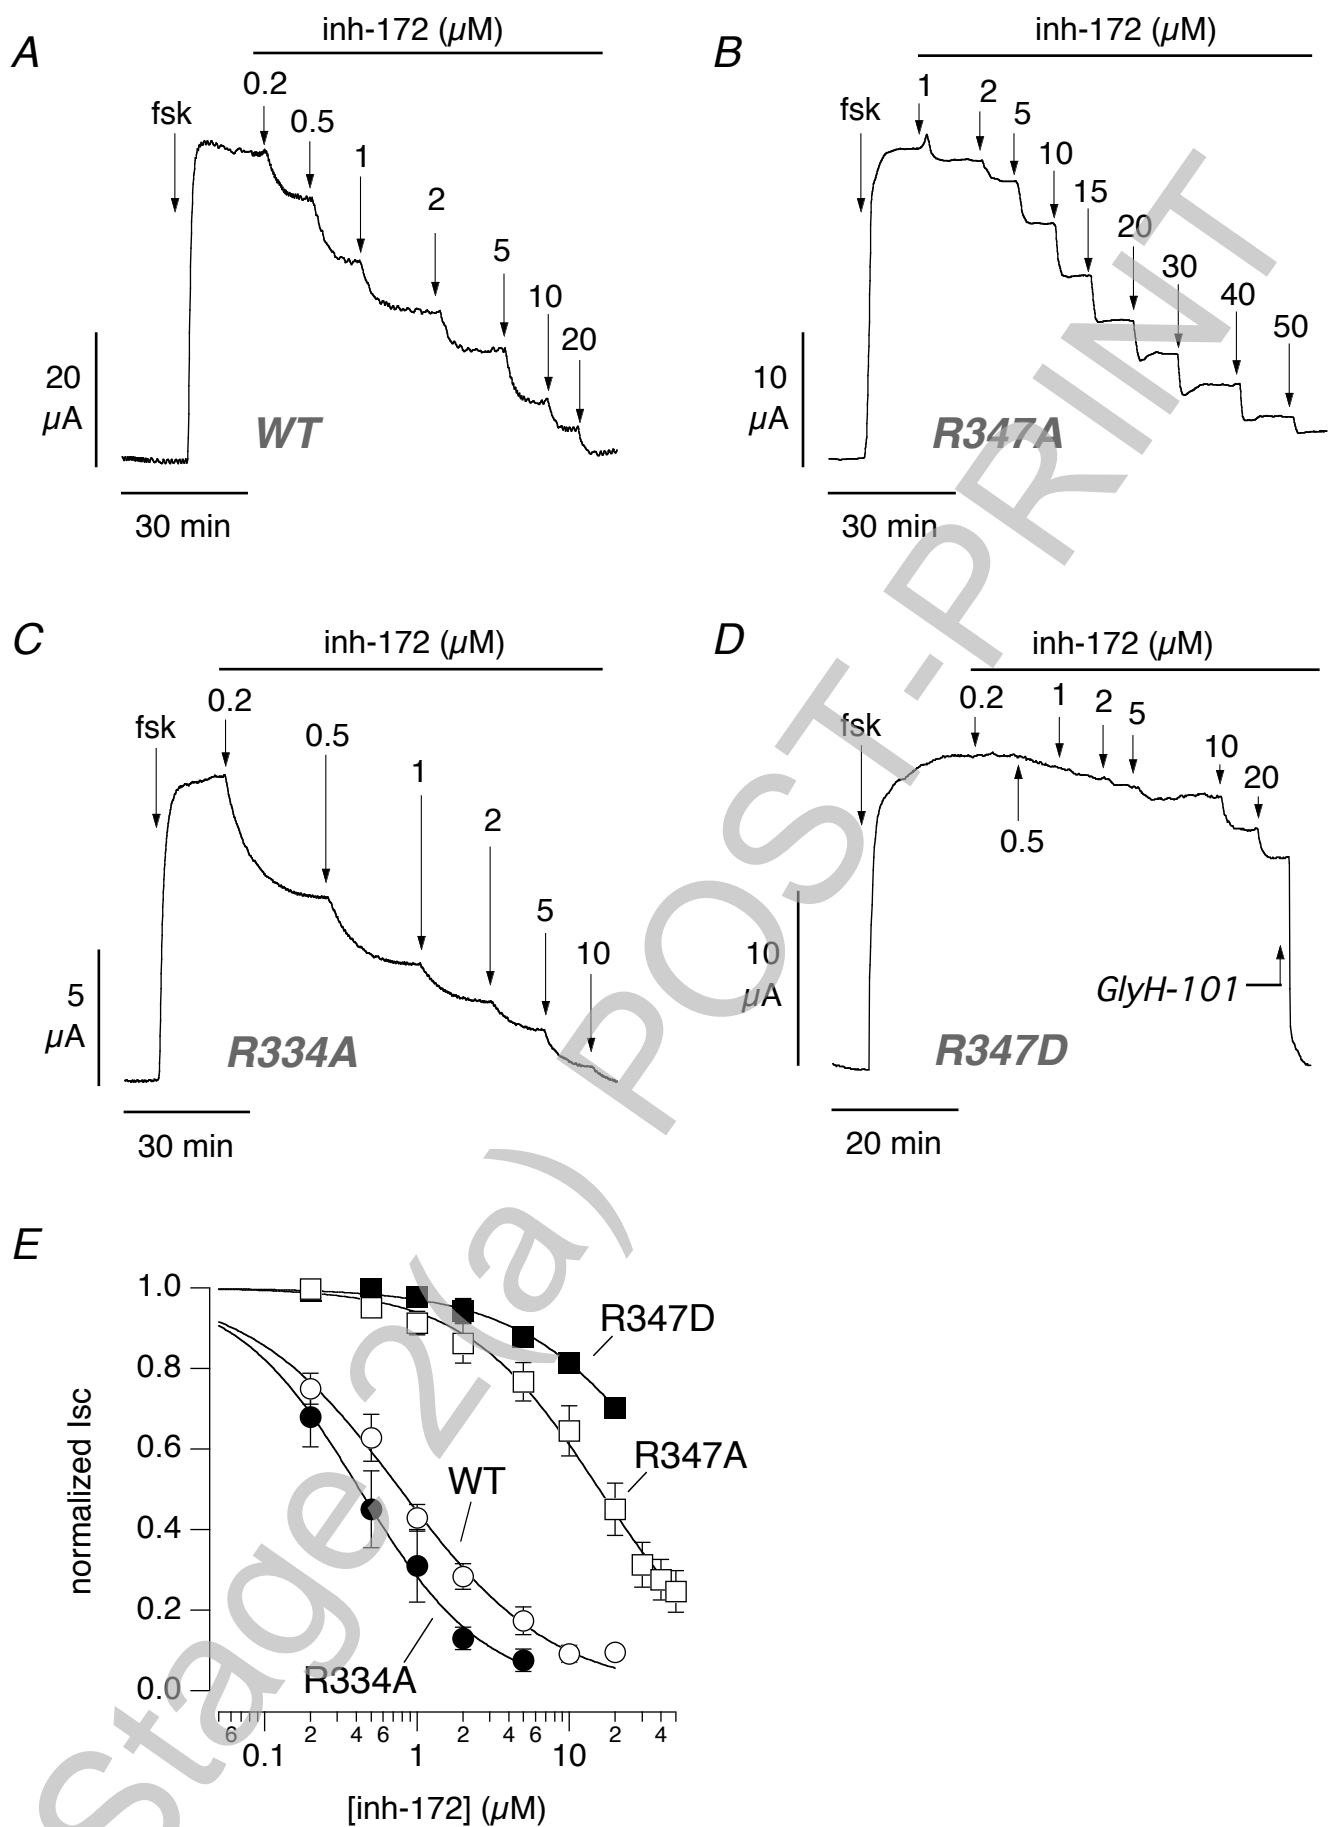 A
inh-172 (µM)
0.2
fsk
0.5
1
2
5
10
20
20
µA
WT
30 min
B
inh-172 (µM)
1
2
fsk
5
10
15
20
30
40
50
10
µA
R347A
30 min
C
inh-172 (µM)
0.2
fsk
0.5
1
2
5
10
5
µA
R334A
30 min
D
inh-172 (µM)
0.2
1
2
5
fsk
10
20
0.5
10
µA
GlyH-101
R347D
20 min
E
1.0
0.8
0.6
0.4
0.2
0.0
normalized Isc
R347D
R347A
WT
R334A
6 2 4 6 2 4 6 2 4
0.1 1 10
[inh-172] (µM)
Stage 2(a) POST-PRINT